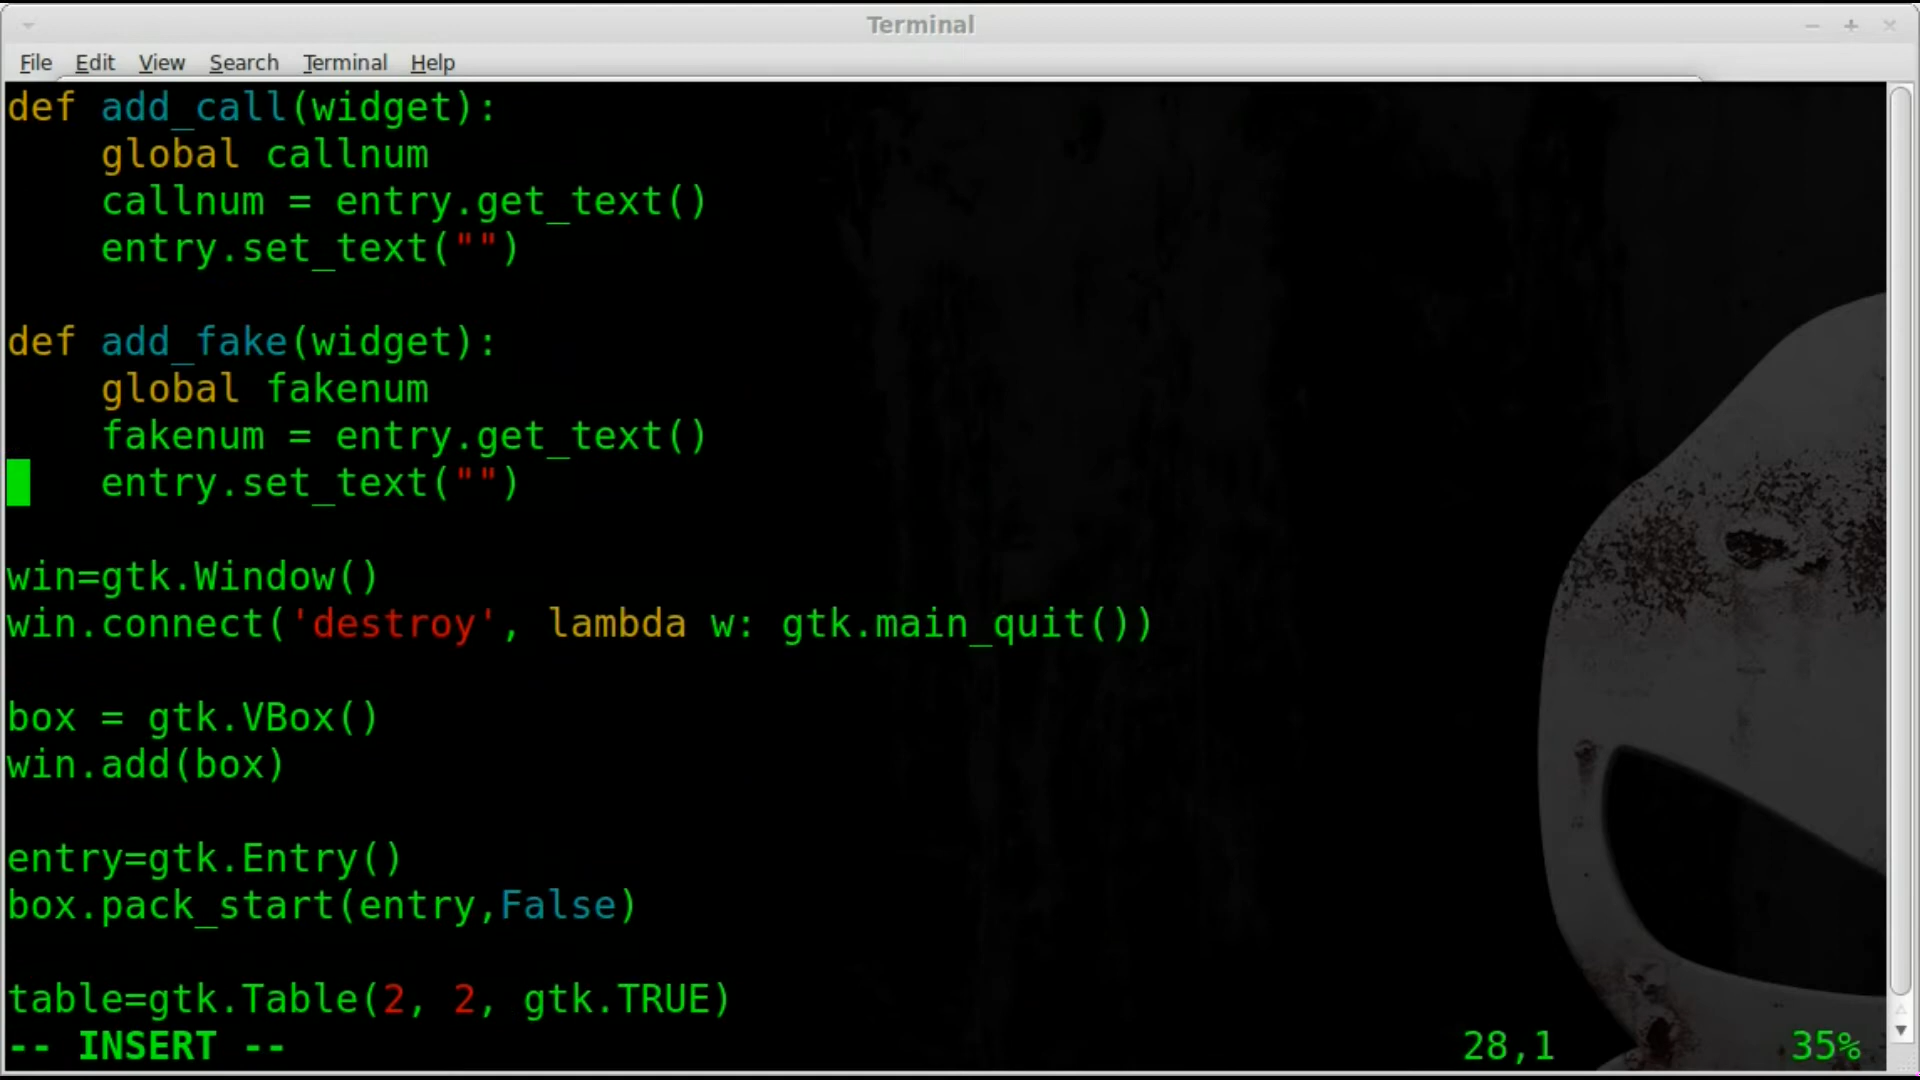 Terminal
File Edit View Search Terminal Help
def add_call(widget):
    global callnum
    callnum = entry.get_text()
    entry.set_text("")
def add_fake(widget):
    global fakenum
    fakenum = entry.get_text()
    entry.set_text("")
win=gtk.Window()
win.connect('destroy', lambda w: gtk.main_quit())
box = gtk.VBox()
win.add(box)
entry=gtk.Entry()
box.pack_start(entry,False)
table=gtk.Table(2, 2, gtk.TRUE)
-- INSERT -- 28,1 35%